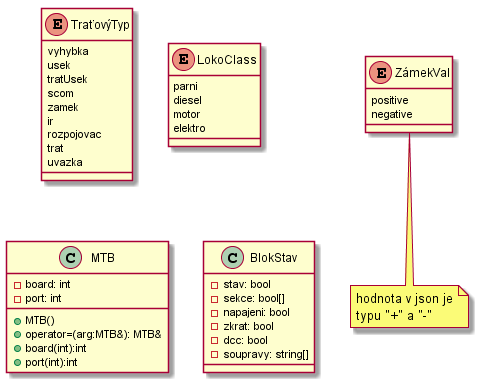 E TraťovýTyp
vyhybka
usek
tratUsek
scom
zamek
ir
rozpojovac
trat
uvazka
E LokoClass
parni
diesel
motor
elektro
E ZámekVal
positive
negative
C MTB
board: int
port: int
MTB()
operator=(arg:MTB&): MTB&
board(int):int
port(int):int
C BlokStav
stav: bool
sekce: bool[]
napajeni: bool
zkrat: bool
dcc: bool
soupravy: string[]
hodnota v json je
typu "+" a "-"